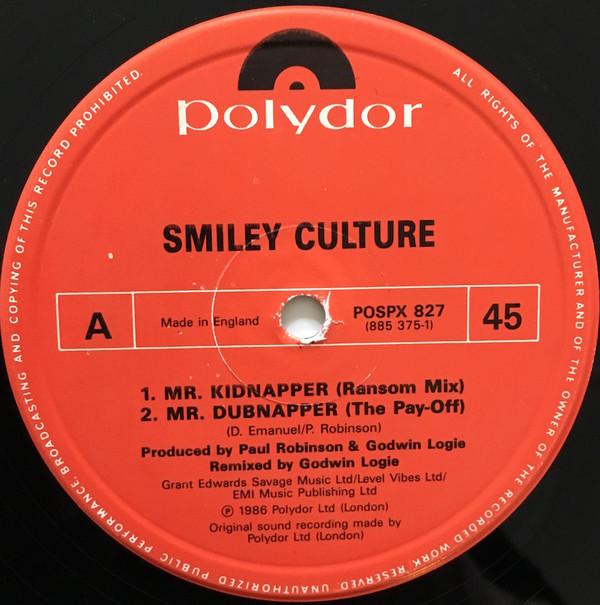 polydor
SMILEY CULTURE
A
Made in England
POSPX 827
(885 375-1)
45
1. MR. KIDNAPPER (Ransom Mix)
2. MR. DUBNAPPER (The Pay-Off)
(D. Emanuel/P. Robinson)
Produced by Paul Robinson & Godwin Logie
Remixed by Godwin Logie
Grant Edwards Savage Music Ltd/Level Vibes Ltd/
EMI Music Publishing Ltd
℗ 1986 Polydor Ltd (London)
Original sound recording made by
Polydor Ltd (London)
ALL RIGHTS OF THE MANUFACTURER AND OF THE OWNER OF THE RECORDED WORK RESERVED. UNAUTHORIZED PUBLIC PERFORMANCE, BROADCASTING AND COPYING OF THIS RECORD PROHIBITED.